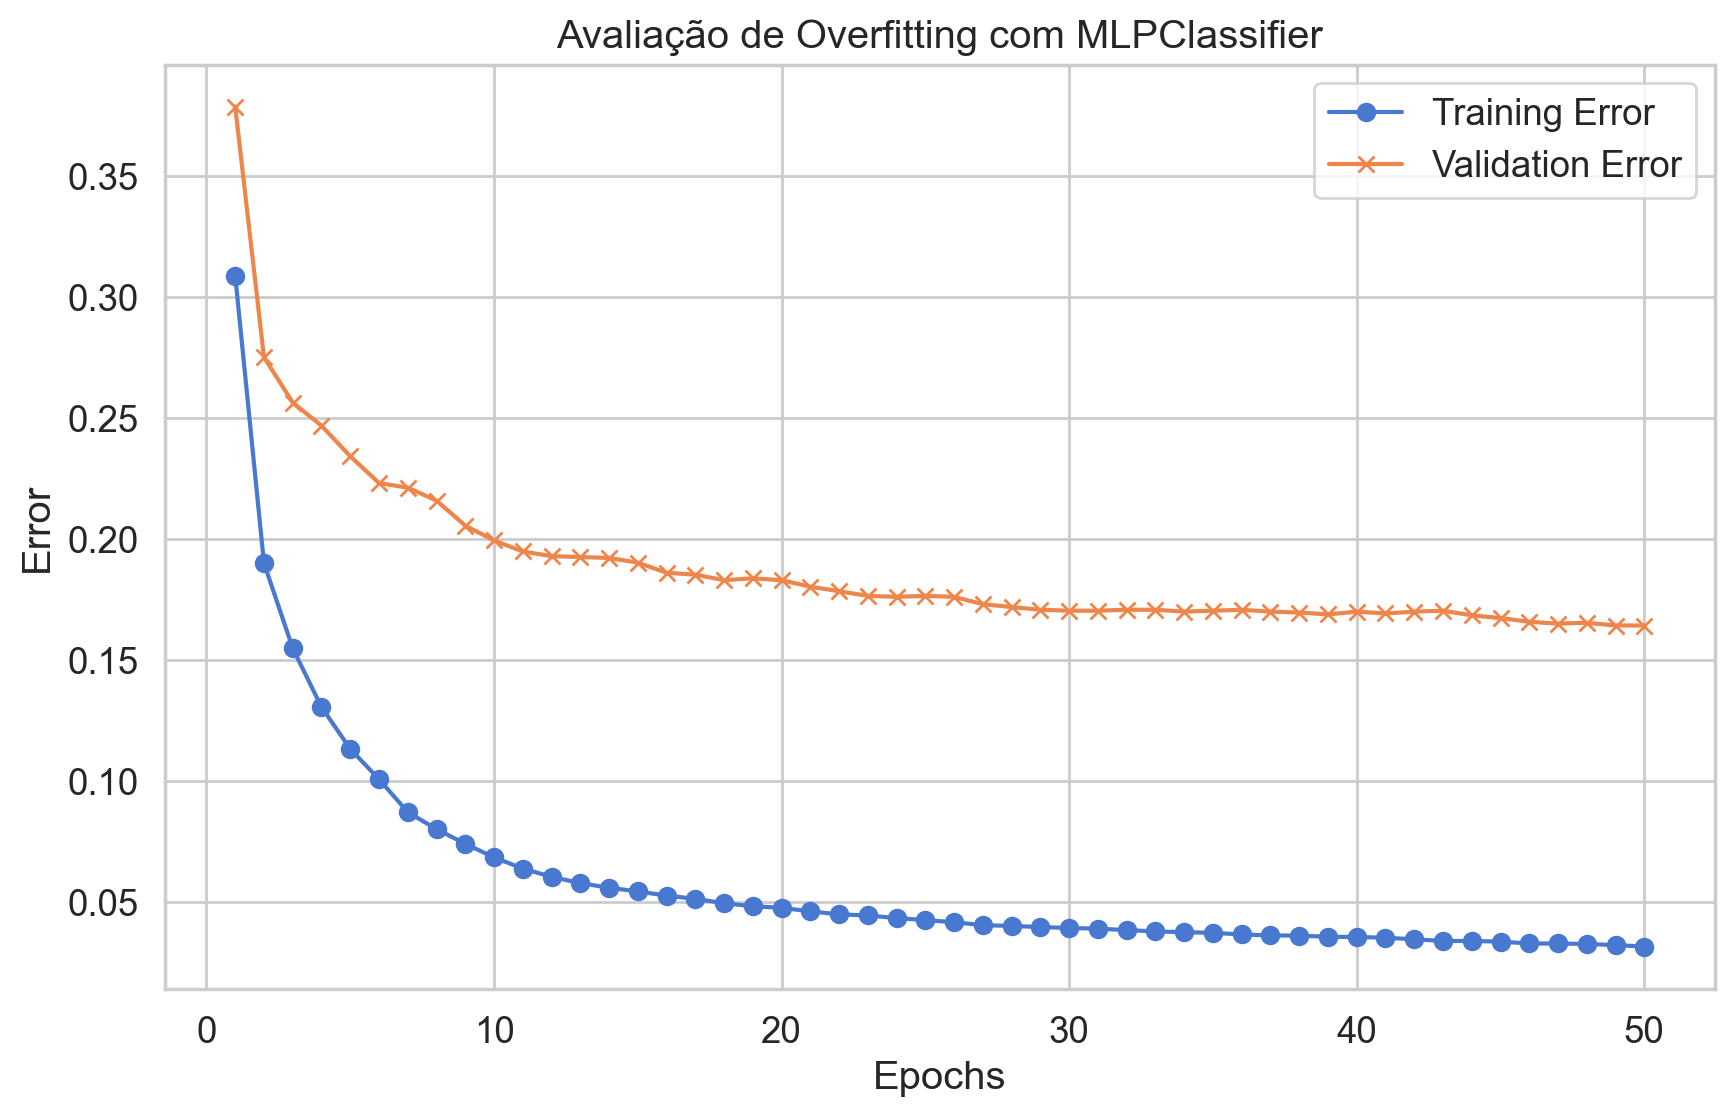 Avaliação de Overfitting com MLPClassifier
Training Error
Validation Error
Error
0.35
0.30
0.25
0.20
0.15
0.10
0.05
0 10 20 30 40 50
Epochs